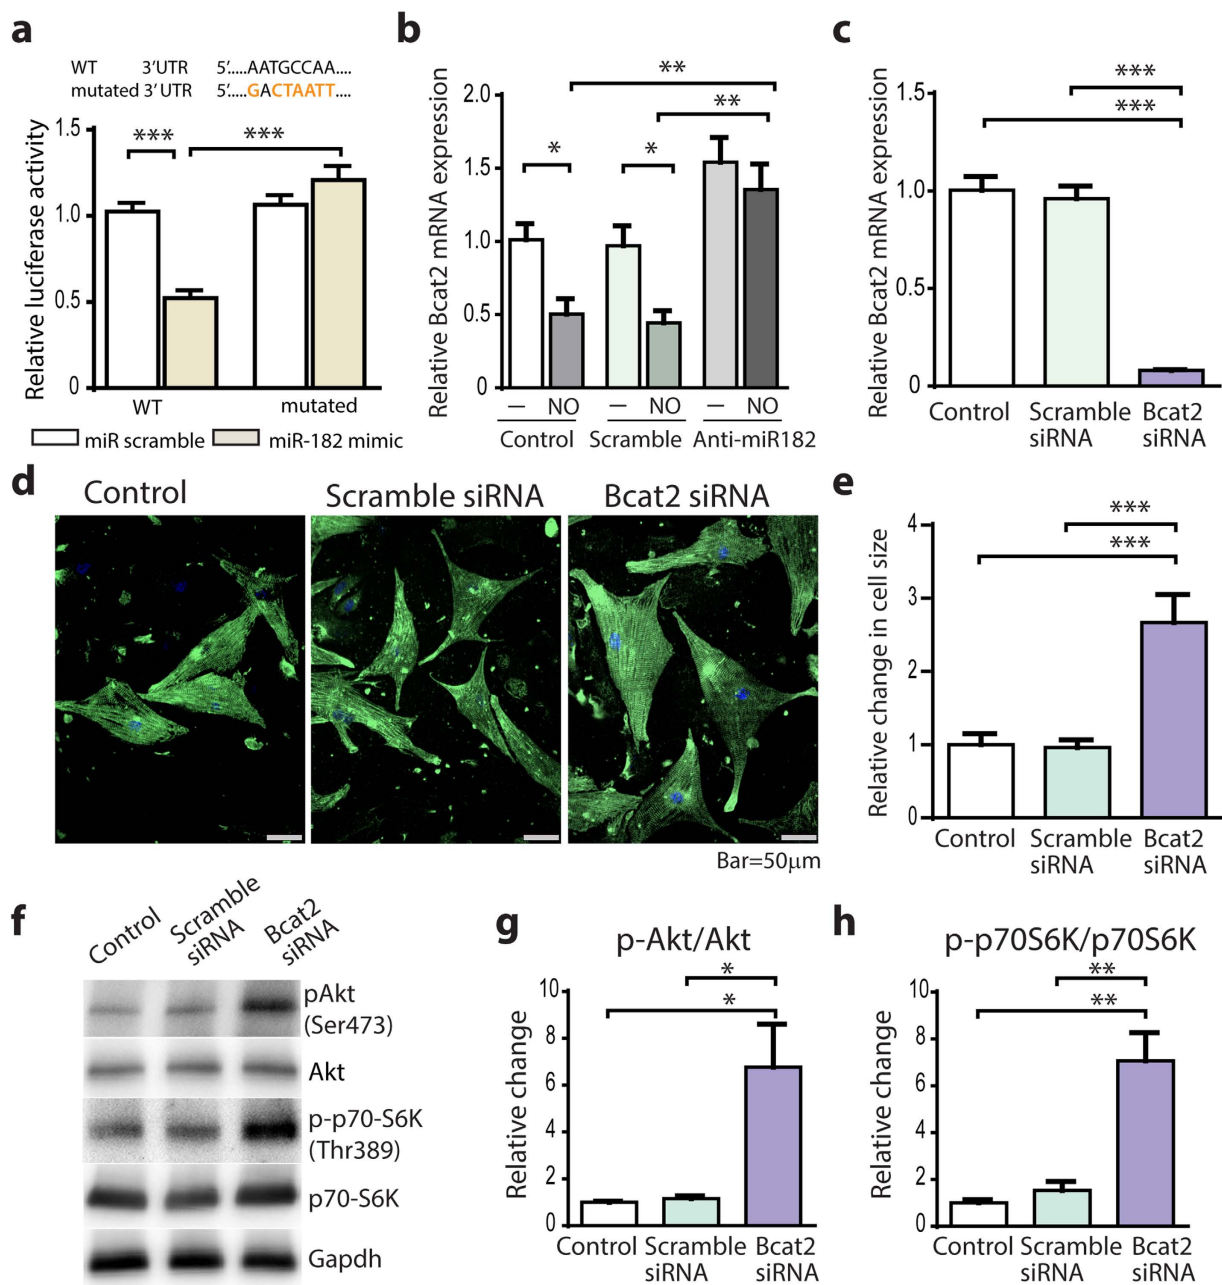 a
WT 3'UTR 5'.....AATGCCAA....
mutated 3' UTR 5'.....GACTAATT....
Relative luciferase activity
1.5
1.0
0.5
0
***
***
WT
mutated
miR scramble
miR-182 mimic
b
Relative Bcat2 mRNA expression
2.0
1.5
1.0
0.5
0
**
**
*
*
– NO – NO – NO
Control Scramble Anti-miR182
c
Relative Bcat2 mRNA expression
1.5
1.0
0.5
0
***
***
Control Scramble Bcat2
siRNA siRNA
d
Control
Scramble siRNA
Bcat2 siRNA
Bar=50μm
e
Relative change in cell size
4
3
2
1
0
***
***
Control Scramble Bcat2
siRNA siRNA
f
Control
Scramble
siRNA
Bcat2
siRNA
pAkt
(Ser473)
Akt
p-p70-S6K
(Thr389)
p70-S6K
Gapdh
g
p-Akt/Akt
Relative change
10
8
6
4
2
0
*
*
Control Scramble Bcat2
siRNA siRNA
h
p-p70S6K/p70S6K
Relative change
10
8
6
4
2
0
**
**
Control Scramble Bcat2
siRNA siRNA